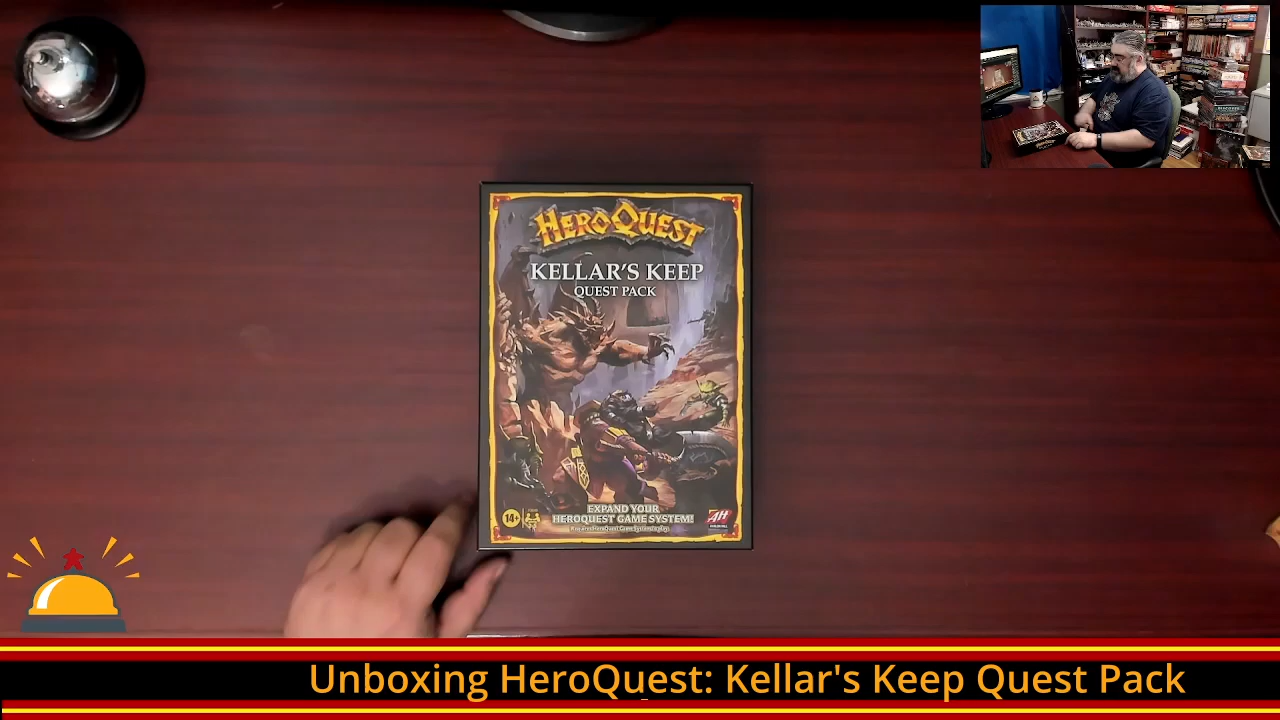 HEROQUEST
KELLAR'S KEEP
QUEST PACK
14+
EXPAND YOUR
HEROQUEST GAME SYSTEM!
AH
Unboxing HeroQuest: Kellar's Keep Quest Pack